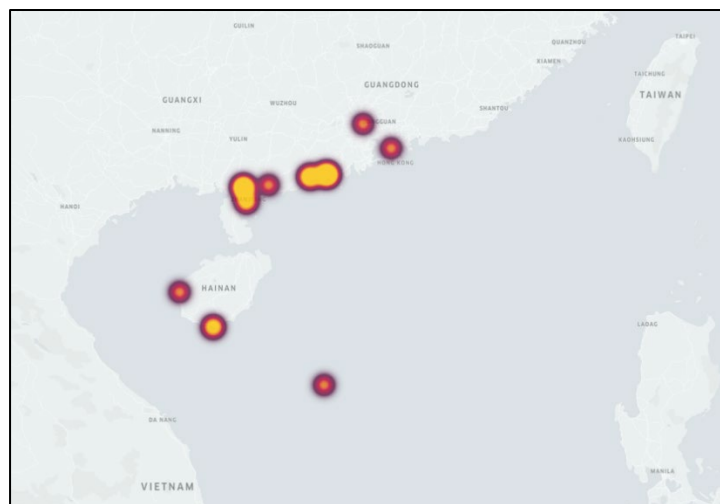 GUILIN
TAIPEI
QUANZHOU
SHAOGUAN
XIAMEN
TAICHUNG
GUANGDONG
TAIWAN
GUANGXI
WUZHOU
SHANTOU
GUAN
NANNING
YULIN
KAOHSIUNG
HONG KONG
HANOI
HAINAN
LAOAG
DA NANG
MANILA
VIETNAM